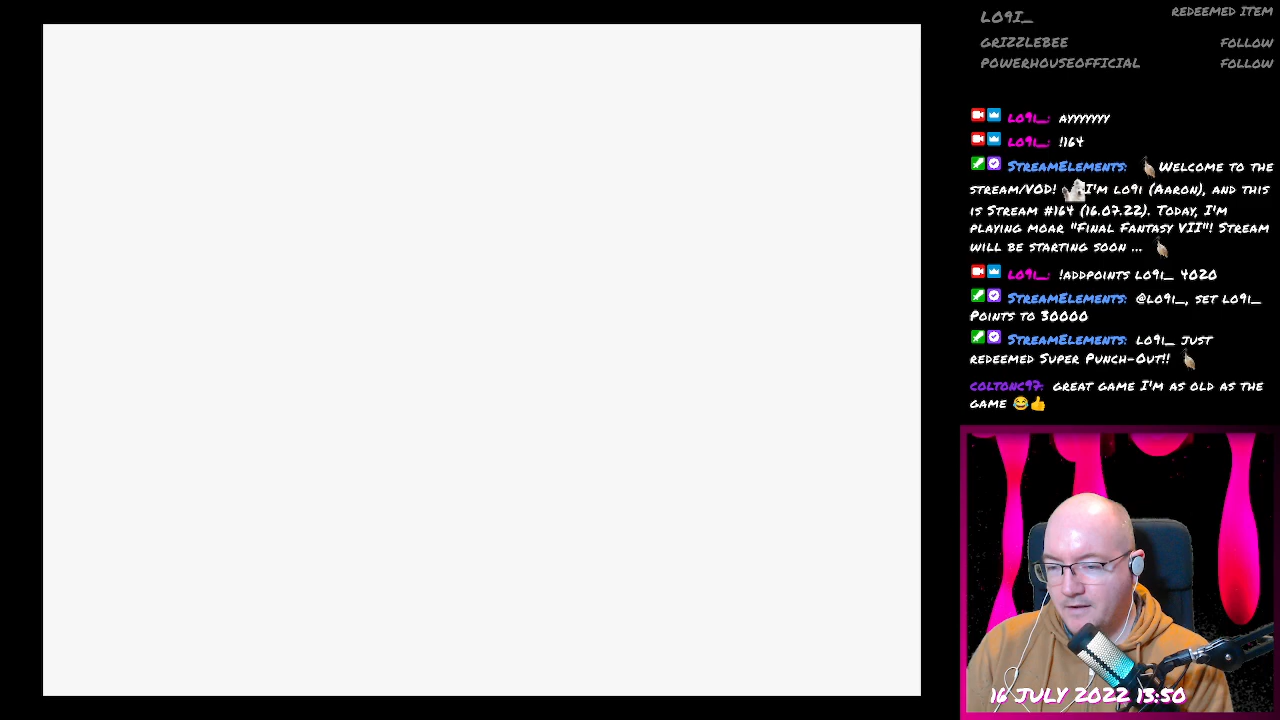 LO9I_ REDEEMED ITEM
GRIZZLEBEE FOLLOW
POWERHOUSEOFFICIAL FOLLOW
LO9I_: AYYYYYYY
LO9I_: !164
STREAMELEMENTS: WELCOME TO THE
STREAM/VOD! I'M LO9I (AARON), AND THIS
IS STREAM #164 (16.07.22). TODAY, I'M
PLAYING MOAR "FINAL FANTASY VII"! STREAM
WILL BE STARTING SOON ...
LO9I_: !ADDPOINTS LO9I_ 4020
STREAMELEMENTS: @LO9I_, SET LO9I_
POINTS TO 30000
STREAMELEMENTS: LO9I_ JUST
REDEEMED SUPER PUNCH-OUT!!
COLTONC97: GREAT GAME I'M AS OLD AS THE
GAME 😂👍
16 JULY 2022 13:50